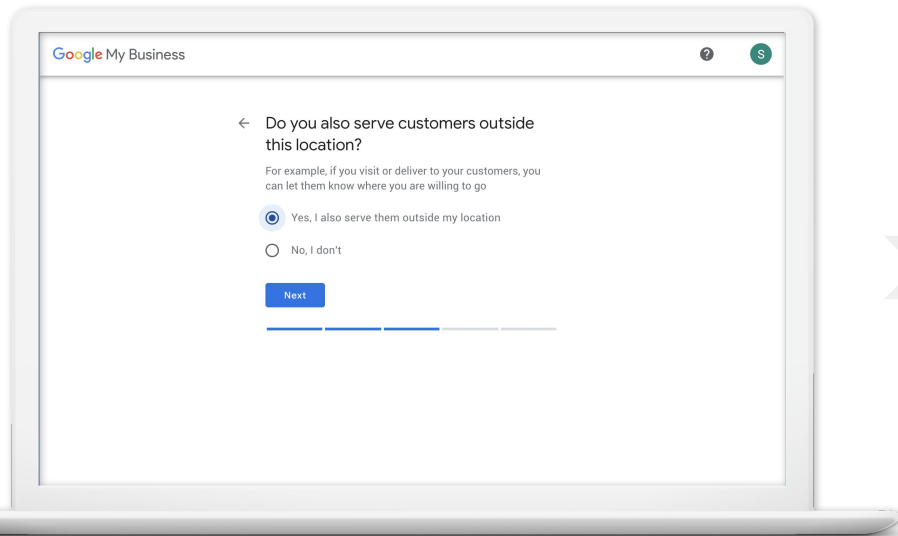 Google My Business
?
S
Do you also serve customers outside
this location?
For example, if you visit or deliver to your customers, you
can let them know where you are willing to go
Yes, I also serve them outside my location
No, I don't
Next